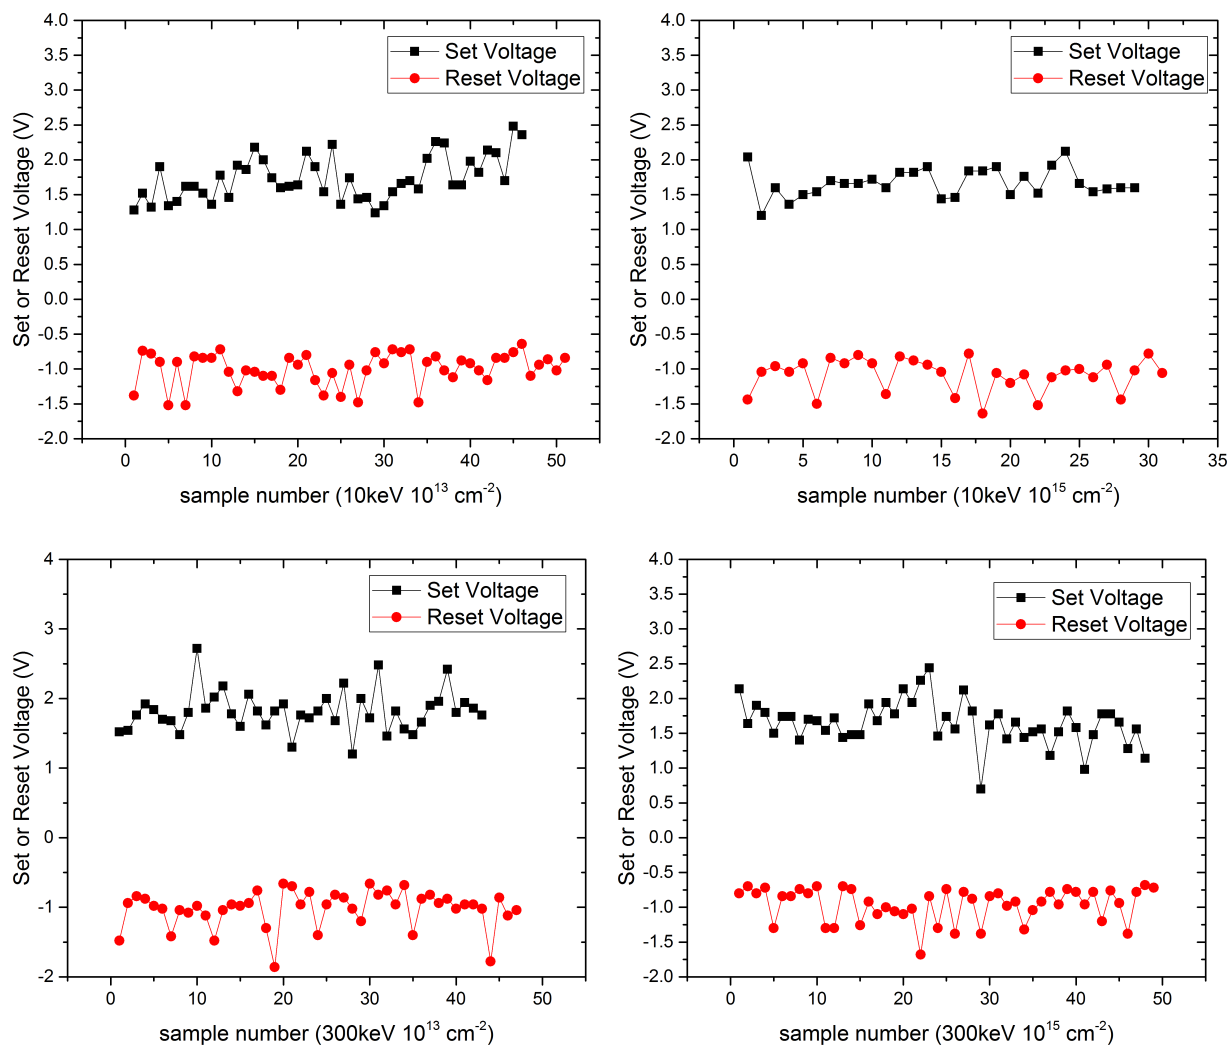 4.0
3.5
3.0
2.5
2.0
1.5
1.0
0.5
0.0
-0.5
-1.0
-1.5
-2.0
Set or Reset Voltage (V)
Set Voltage
Reset Voltage
0 10 20 30 40 50
sample number (10keV 10¹³ cm⁻²)
4.0
3.5
3.0
2.5
2.0
1.5
1.0
0.5
0.0
-0.5
-1.0
-1.5
-2.0
Set or Reset Voltage (V)
Set Voltage
Reset Voltage
0 5 10 15 20 25 30 35
sample number (10keV 10¹⁵ cm⁻²)
4
3
2
1
0
-1
-2
Set or Reset Voltage (V)
Set Voltage
Reset Voltage
0 10 20 30 40 50
sample number (300keV 10¹³ cm⁻²)
4.0
3.5
3.0
2.5
2.0
1.5
1.0
0.5
0.0
-0.5
-1.0
-1.5
-2.0
Set or Reset Voltage (V)
Set Voltage
Reset Voltage
0 10 20 30 40 50
sample number (300keV 10¹⁵ cm⁻²)